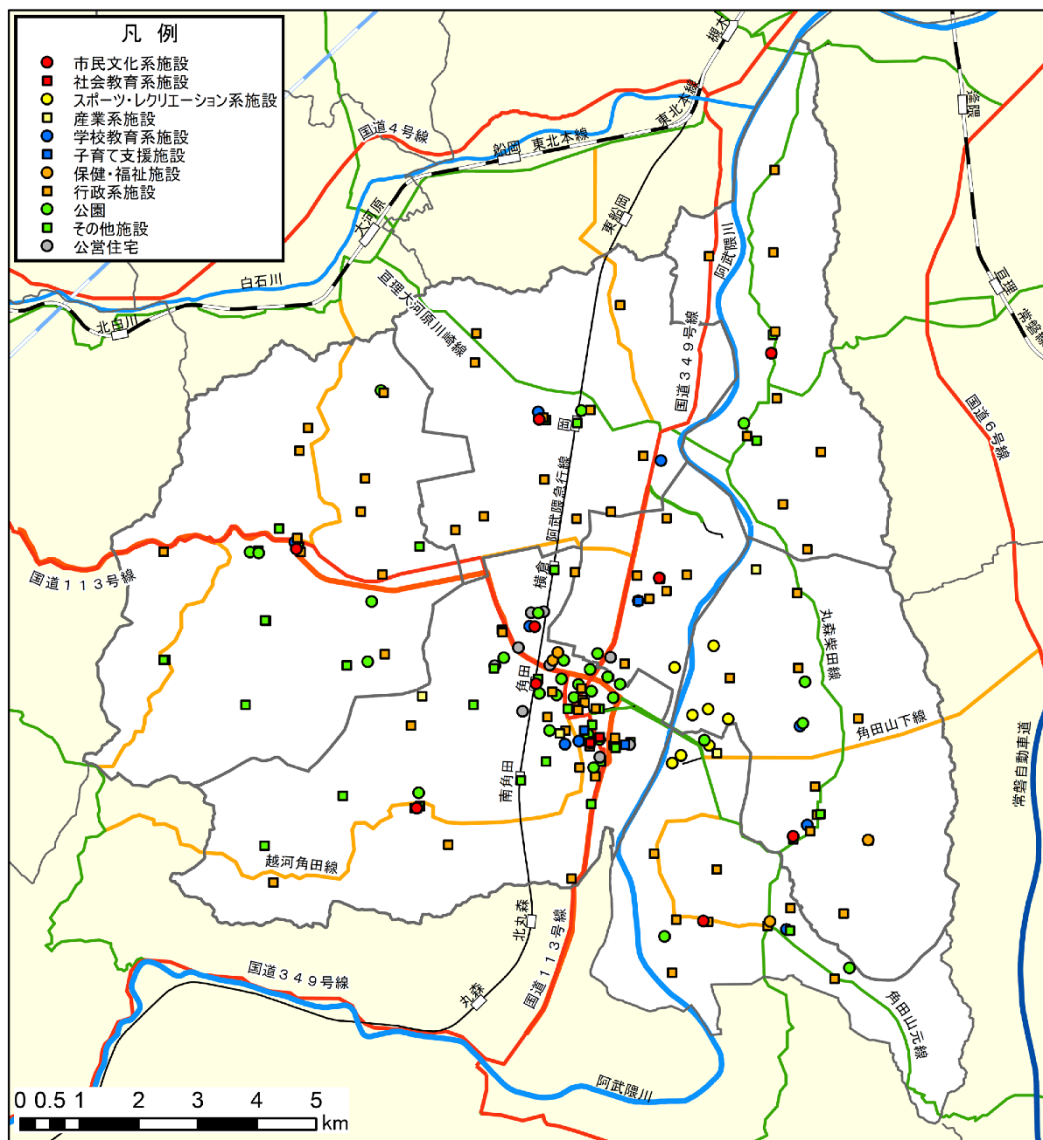 凡 例
市民文化系施設
社会教育系施設
スポーツ・レクリエーション系施設
産業系施設
学校教育系施設
子育て支援施設
保健・福祉施設
行政系施設
公園
その他施設
公営住宅
槻木
東北本線
国道４号線
船岡
東北本線
逢隈
大河原
東船岡
阿武隈川
白石川
亘理
北白川
亘理大河原川崎線
常磐線
国道３４９号線
国道６号線
岡
阿武隈急行線
国道１１３号線
横倉
丸森柴田線
角田
角田山下線
常磐自動車道
南角田
越河角田線
北丸森
国道１１３号線
国道３４９号線
丸森
角田山元線
阿武隈川
0 0.5 1 2 3 4 5
km